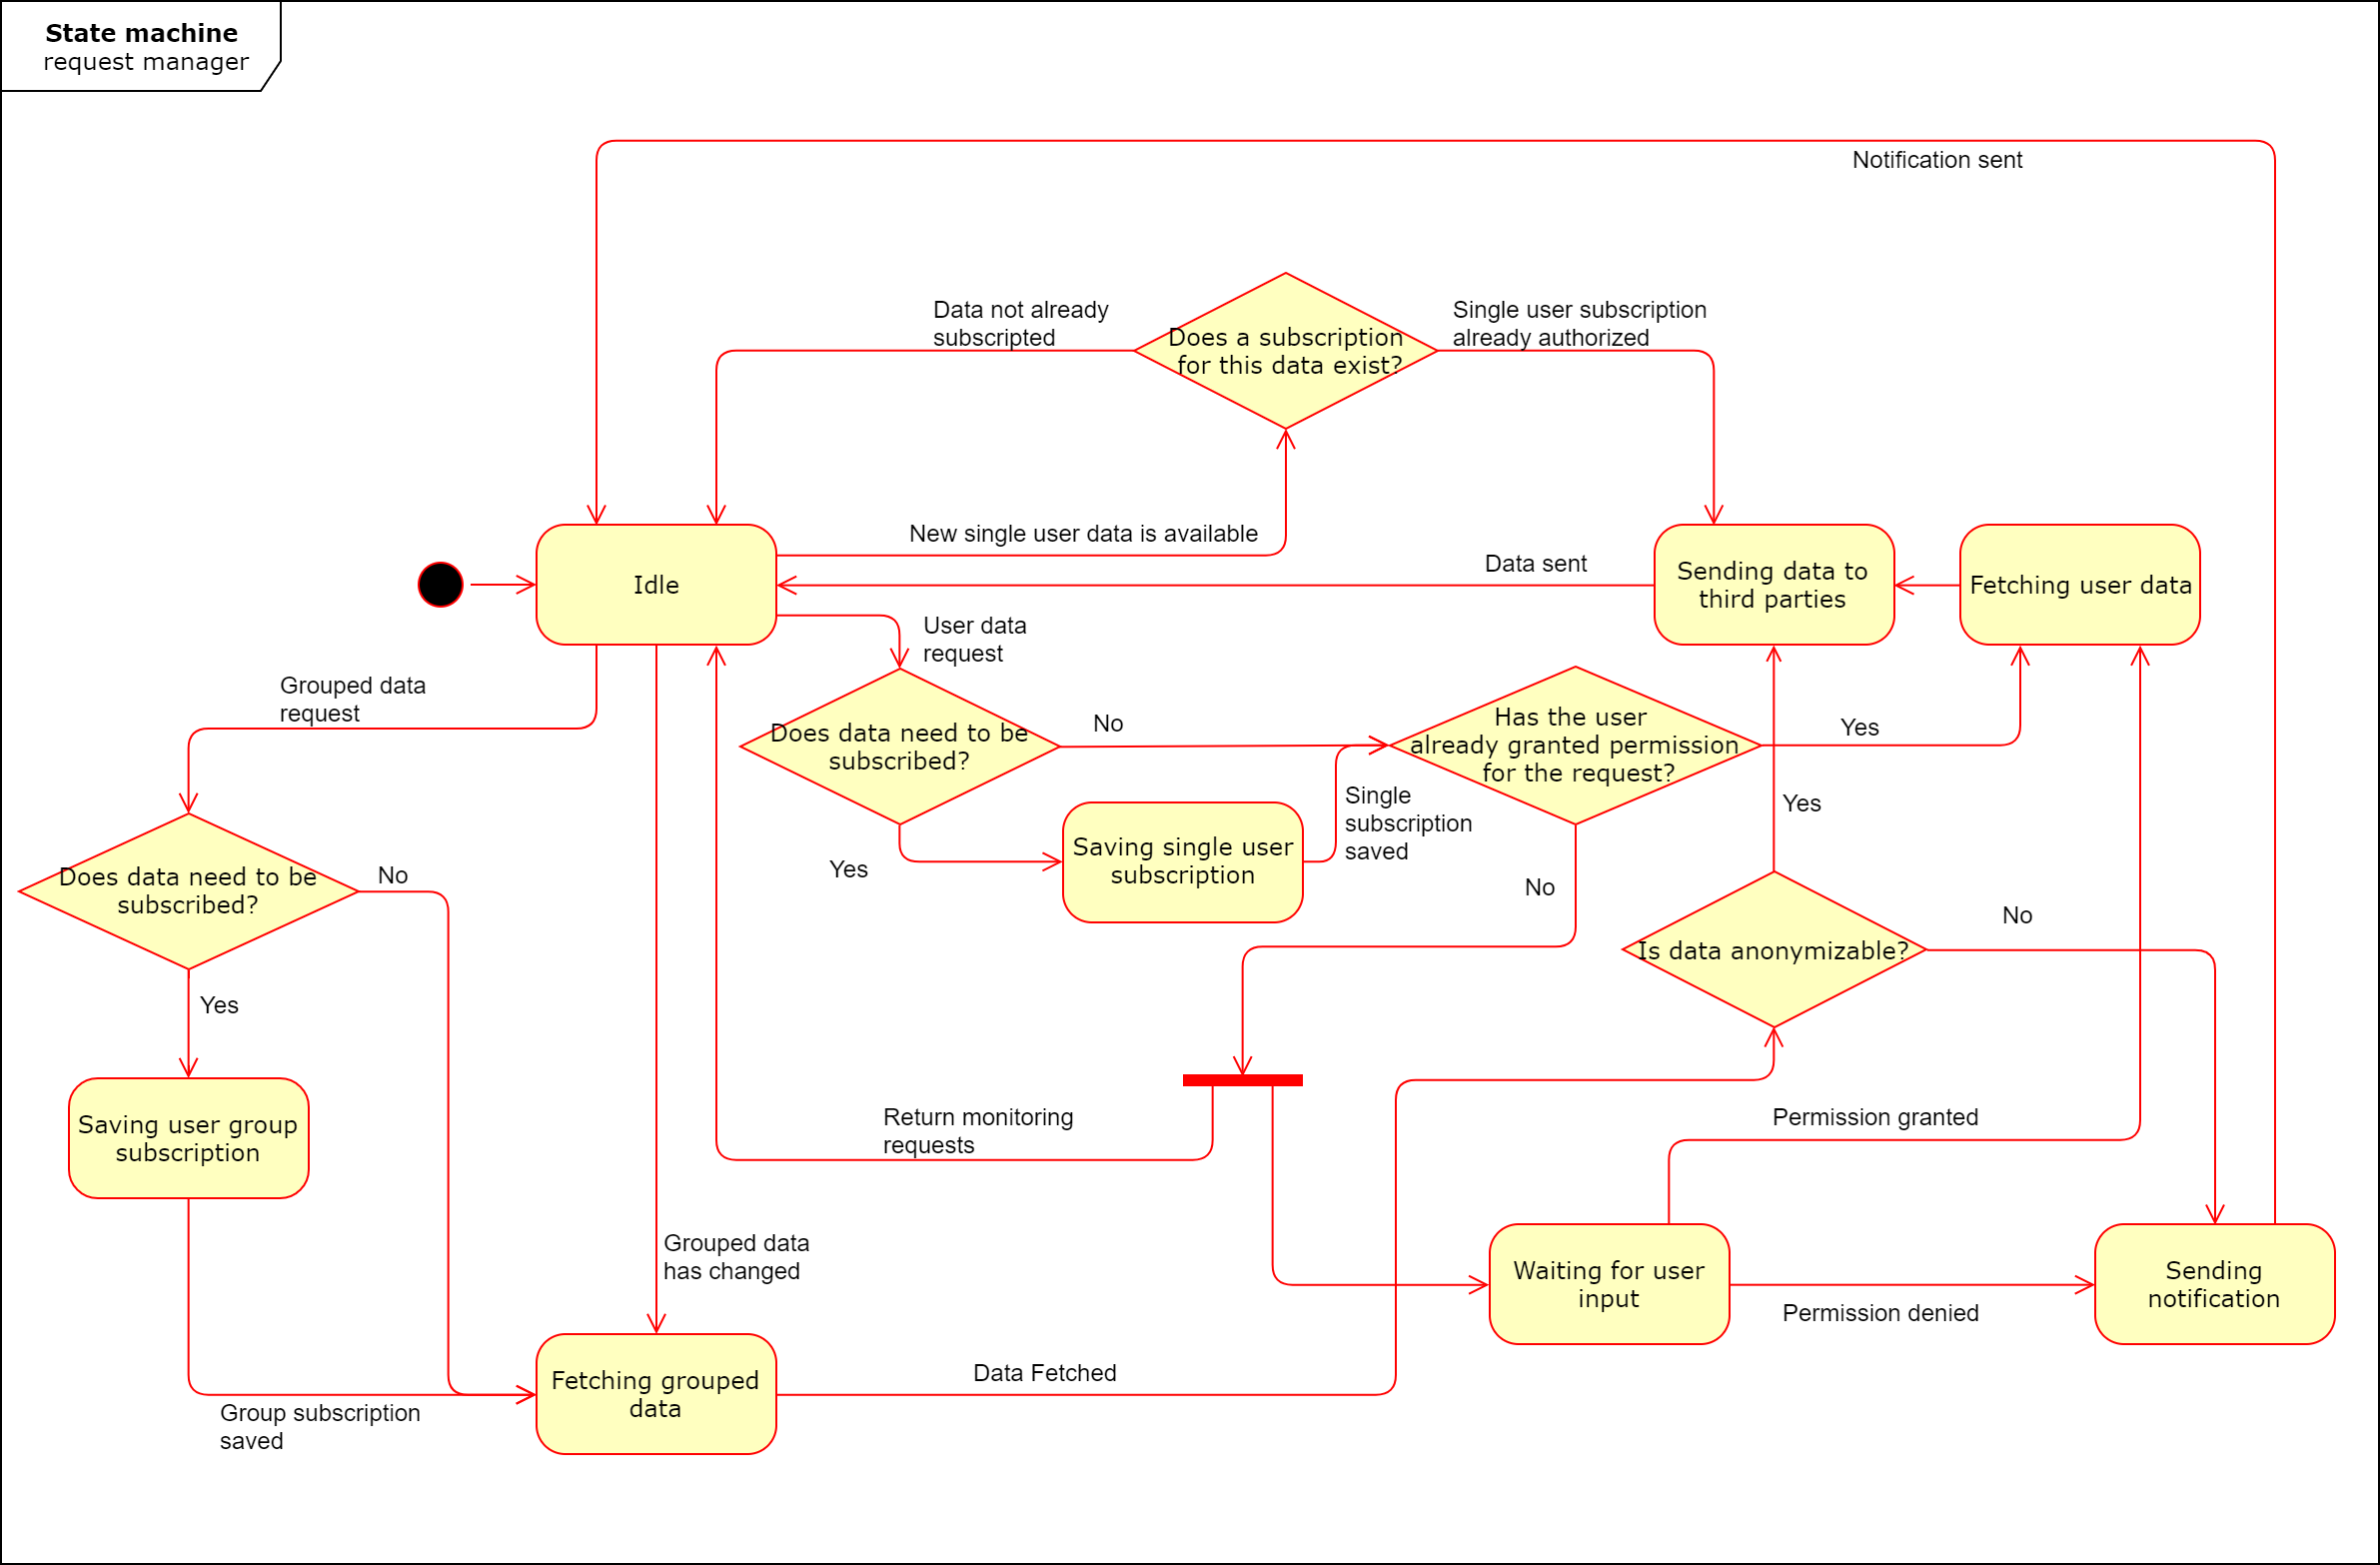 State machine
request manager
Notification sent
Data not already
subscripted
Does a subscription
for this data exist?
Single user subscription
already authorized
New single user data is available
Data sent
Idle
Sending data to
third parties
Fetching user data
User data
request
Grouped data
request
Does data need to be
subscribed?
No
Has the user
already granted permission
for the request?
Yes
Single
subscription
saved
Yes
Saving single user
subscription
Yes
No
Does data need to be
subscribed?
No
Is data anonymizable?
No
Yes
Saving user group
subscription
Return monitoring
requests
Permission granted
Grouped data
has changed
Waiting for user
input
Sending
notification
Permission denied
Fetching grouped
data
Data Fetched
Group subscription
saved